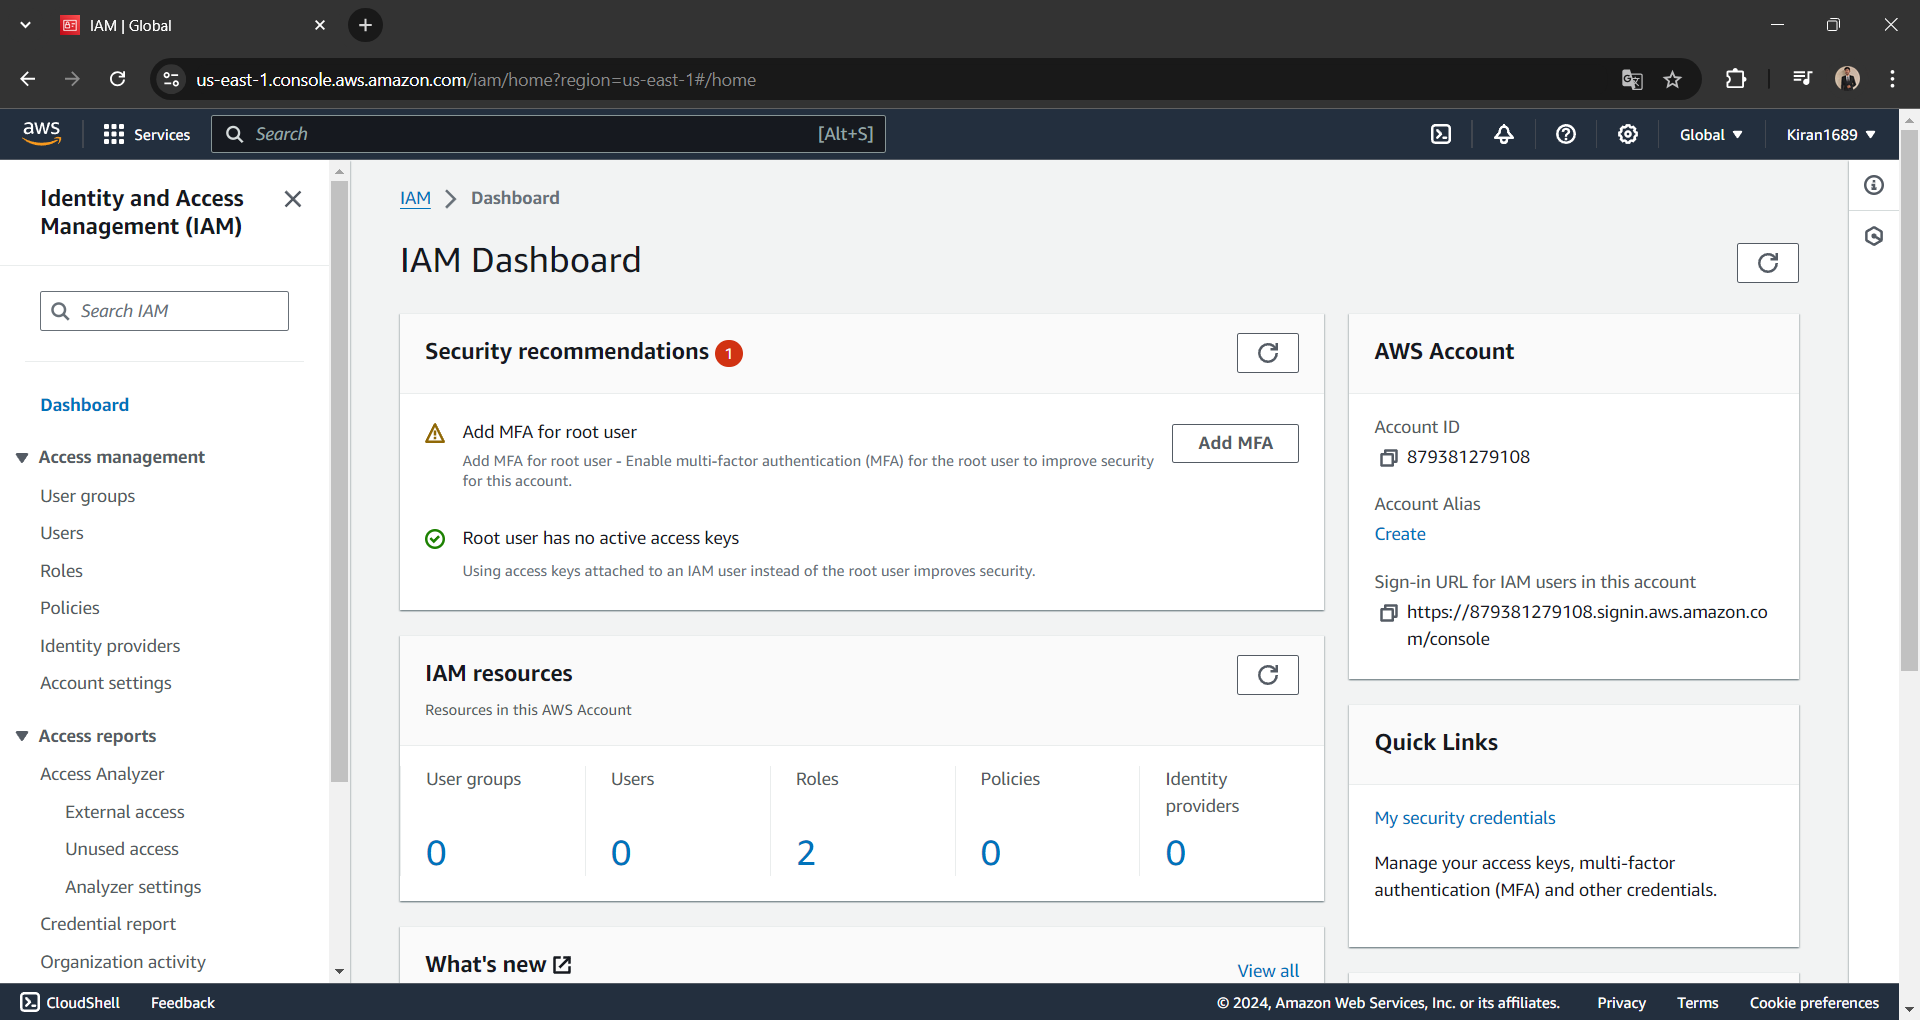 IAM | Global
us-east-1.console.aws.amazon.com/iam/home?region=us-east-1#/home
aws
Services
Search
[Alt+S]
Global
Kiran1689
Identity and Access
Management (IAM)
Search IAM
Dashboard
Access management
User groups
Users
Roles
Policies
Identity providers
Account settings
Access reports
Access Analyzer
External access
Unused access
Analyzer settings
Credential report
Organization activity
IAM
Dashboard
IAM Dashboard
Security recommendations 1
Add MFA for root user
Add MFA for root user - Enable multi-factor authentication (MFA) for the root user to improve security
for this account.
Add MFA
Root user has no active access keys
Using access keys attached to an IAM user instead of the root user improves security.
IAM resources
Resources in this AWS Account
User groups
0
Users
0
Roles
2
Policies
0
Identity
providers
0
What's new
View all
AWS Account
Account ID
879381279108
Account Alias
Create
Sign-in URL for IAM users in this account
https://879381279108.signin.aws.amazon.co
m/console
Quick Links
My security credentials
Manage your access keys, multi-factor
authentication (MFA) and other credentials.
CloudShell
Feedback
© 2024, Amazon Web Services, Inc. or its affiliates.
Privacy
Terms
Cookie preferences